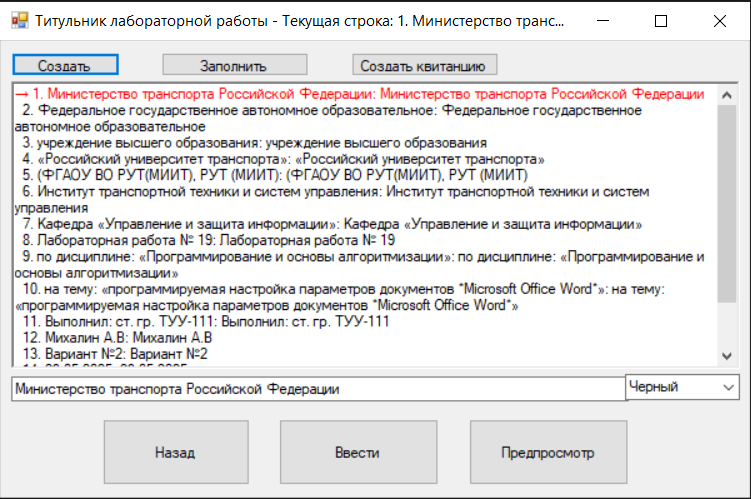 Титульник лабораторной работы - Текущая строка: 1. Министерство транс...
Создать
Заполнить
Создать квитанцию
→ 1. Министерство транспорта Российской Федерации: Министерство транспорта Российской Федерации
2. Федеральное государственное автономное образовательное: Федеральное государственное
автономное образовательное
3. учреждение высшего образования: учреждение высшего образования
4. «Российский университет транспорта»: «Российский университет транспорта»
5. (ФГАОУ ВО РУТ(МИИТ), РУТ (МИИТ): (ФГАОУ ВО РУТ(МИИТ), РУТ (МИИТ)
6. Институт транспортной техники и систем управления: Институт транспортной техники и систем
управления
7. Кафедра «Управление и защита информации»: Кафедра «Управление и защита информации»
8. Лабораторная работа № 19: Лабораторная работа № 19
9. по дисциплине: «Программирование и основы алгоритмизации»: по дисциплине: «Программирование и
основы алгоритмизации»
10. на тему: «программируемая настройка параметров документов *Microsoft Office Word*»: на тему:
«программируемая настройка параметров документов *Microsoft Office Word*»
11. Выполнил: ст. гр. ТУУ-111: Выполнил: ст. гр. ТУУ-111
12. Михалин А.В: Михалин А.В
13. Вариант №2: Вариант №2
Министерство транспорта Российской Федерации
Черный
Назад
Ввести
Предпросмотр